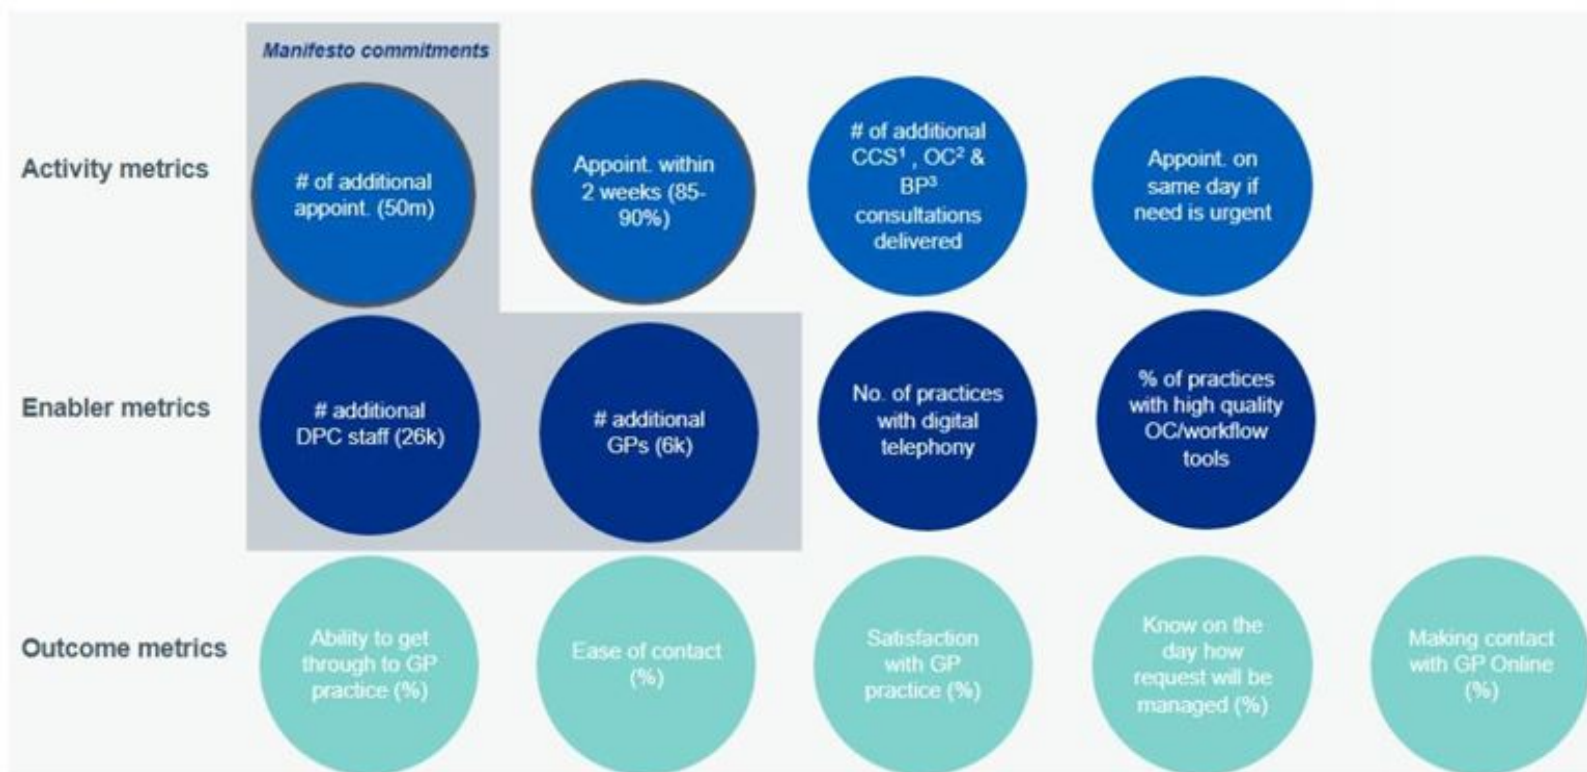 Manifesto commitments
Activity metrics
# of additional
appoint. (50m)
Appoint. within
2 weeks (85-
90%)
# of additional
CCS¹ , OC² &
BP³
consultations
delivered
Appoint. on
same day if
need is urgent
Enabler metrics
# additional
DPC staff (26k)
# additional
GPs (6k)
No. of practices
with digital
telephony
% of practices
with high quality
OC/workflow
tools
Outcome metrics
Ability to get
through to GP
practice (%)
Ease of contact
(%)
Satisfaction
with GP
practice (%)
Know on the
day how
request will be
managed (%)
Making contact
with GP Online
(%)